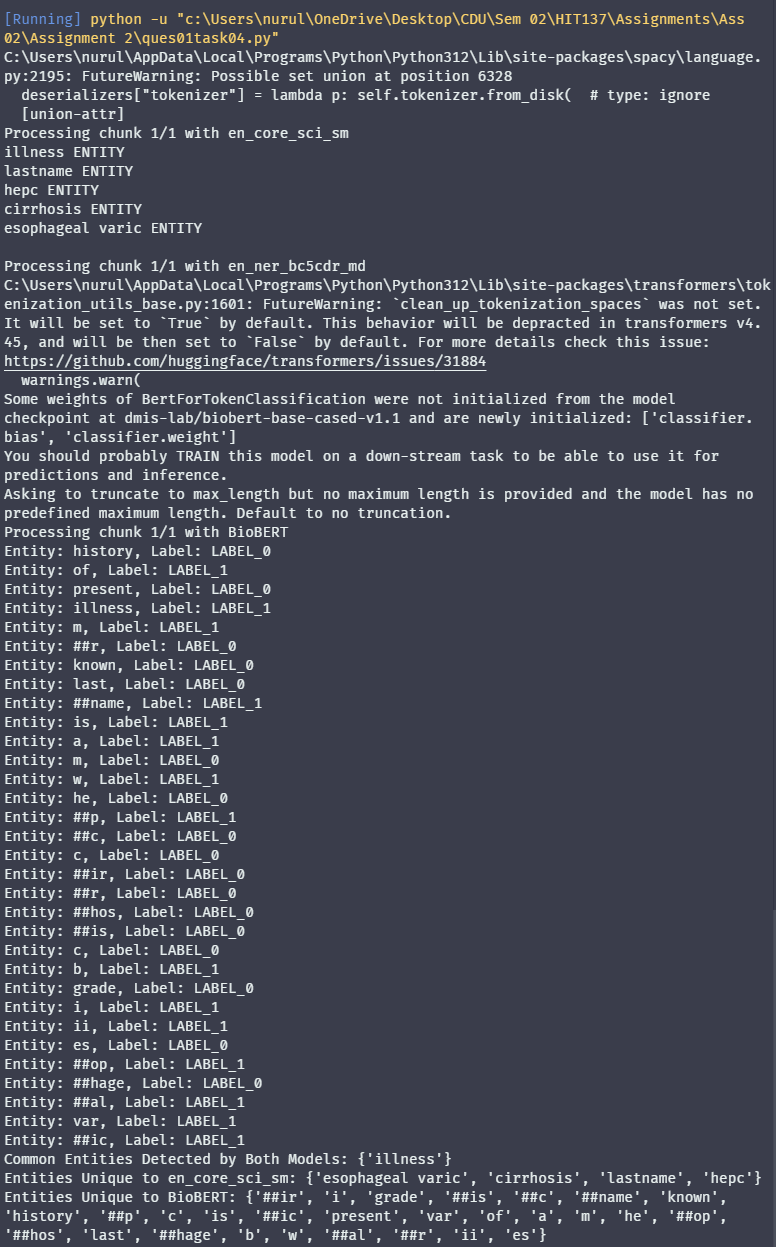 [Running] python -u "c:\Users\nurul\OneDrive\Desktop\CDU\Sem 02\HIT137\Assignments\Ass
02\Assignment 2\ques01task04.py"
C:\Users\nurul\AppData\Local\Programs\Python\Python312\Lib\site-packages\spacy\language.
py:2195: FutureWarning: Possible set union at position 6328
  deserializers["tokenizer"] = lambda p: self.tokenizer.from_disk(  # type: ignore
  [union-attr]
Processing chunk 1/1 with en_core_sci_sm
illness ENTITY
lastname ENTITY
hepc ENTITY
cirrhosis ENTITY
esophageal varic ENTITY

Processing chunk 1/1 with en_ner_bc5cdr_md
C:\Users\nurul\AppData\Local\Programs\Python\Python312\Lib\site-packages\transformers\tok
enization_utils_base.py:1601: FutureWarning: `clean_up_tokenization_spaces` was not set.
It will be set to `True` by default. This behavior will be depracted in transformers v4.
45, and will be then set to `False` by default. For more details check this issue:
https://github.com/huggingface/transformers/issues/31884
  warnings.warn(
Some weights of BertForTokenClassification were not initialized from the model
checkpoint at dmis-lab/biobert-base-cased-v1.1 and are newly initialized: ['classifier.
bias', 'classifier.weight']
You should probably TRAIN this model on a down-stream task to be able to use it for
predictions and inference.
Asking to truncate to max_length but no maximum length is provided and the model has no
predefined maximum length. Default to no truncation.
Processing chunk 1/1 with BioBERT
Entity: history, Label: LABEL_0
Entity: of, Label: LABEL_1
Entity: present, Label: LABEL_0
Entity: illness, Label: LABEL_1
Entity: m, Label: LABEL_1
Entity: ##r, Label: LABEL_0
Entity: known, Label: LABEL_0
Entity: last, Label: LABEL_0
Entity: ##name, Label: LABEL_1
Entity: is, Label: LABEL_1
Entity: a, Label: LABEL_1
Entity: m, Label: LABEL_0
Entity: w, Label: LABEL_1
Entity: he, Label: LABEL_0
Entity: ##p, Label: LABEL_1
Entity: ##c, Label: LABEL_0
Entity: c, Label: LABEL_0
Entity: ##ir, Label: LABEL_0
Entity: ##r, Label: LABEL_0
Entity: ##hos, Label: LABEL_0
Entity: ##is, Label: LABEL_0
Entity: c, Label: LABEL_0
Entity: b, Label: LABEL_1
Entity: grade, Label: LABEL_0
Entity: i, Label: LABEL_1
Entity: ii, Label: LABEL_1
Entity: es, Label: LABEL_0
Entity: ##op, Label: LABEL_1
Entity: ##hage, Label: LABEL_0
Entity: ##al, Label: LABEL_1
Entity: var, Label: LABEL_1
Entity: ##ic, Label: LABEL_1
Common Entities Detected by Both Models: {'illness'}
Entities Unique to en_core_sci_sm: {'esophageal varic', 'cirrhosis', 'lastname', 'hepc'}
Entities Unique to BioBERT: {'##ir', 'i', 'grade', '##is', '##c', '##name', 'known',
'history', '##p', 'c', 'is', '##ic', 'present', 'var', 'of', 'a', 'm', 'he', '##op',
'##hos', 'last', '##hage', 'b', 'w', '##al', '##r', 'ii', 'es'}